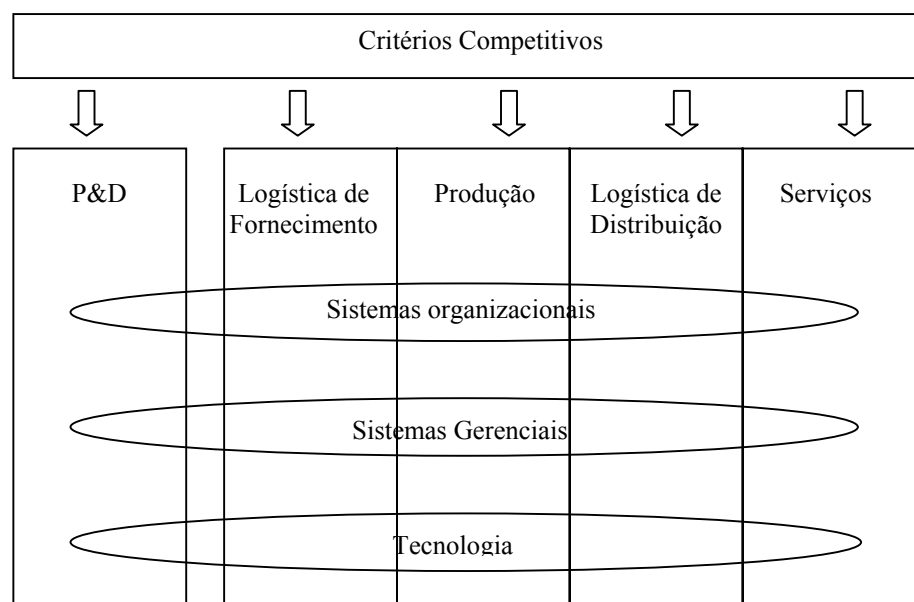 Critérios Competitivos
P&D
Logística de
Fornecimento
Produção
Logística de
Distribuição
Serviços
Sistemas organizacionais
Sistemas Gerenciais
Tecnologia